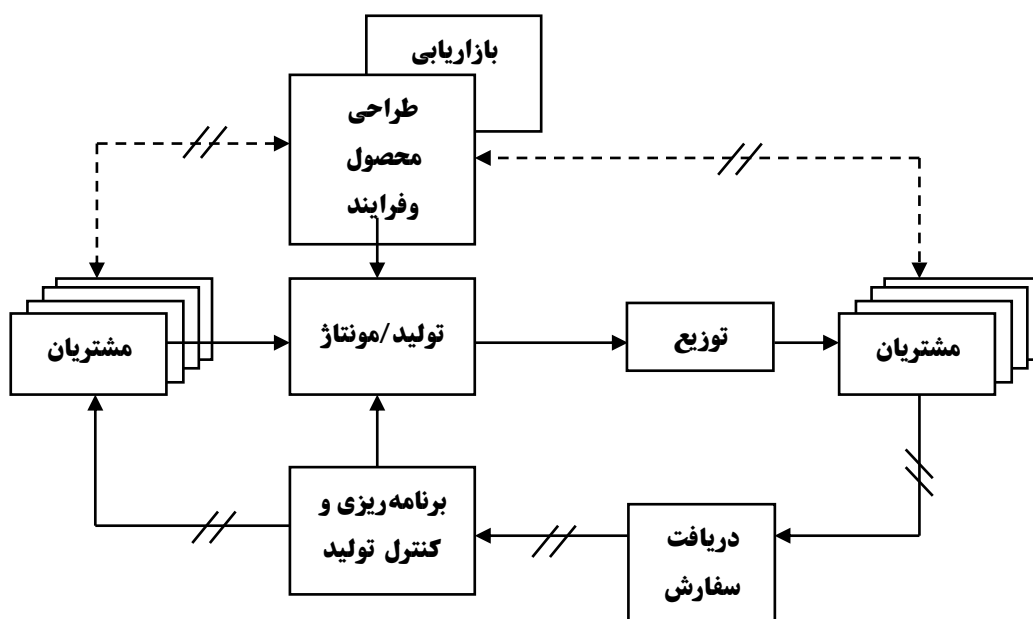 بازاریابی
طراحی
محصول
وفرایند
مشتریان
تولید/مونتاژ
توزیع
مشتریان
برنامه‌ریزی و
کنترل تولید
دریافت
سفارش